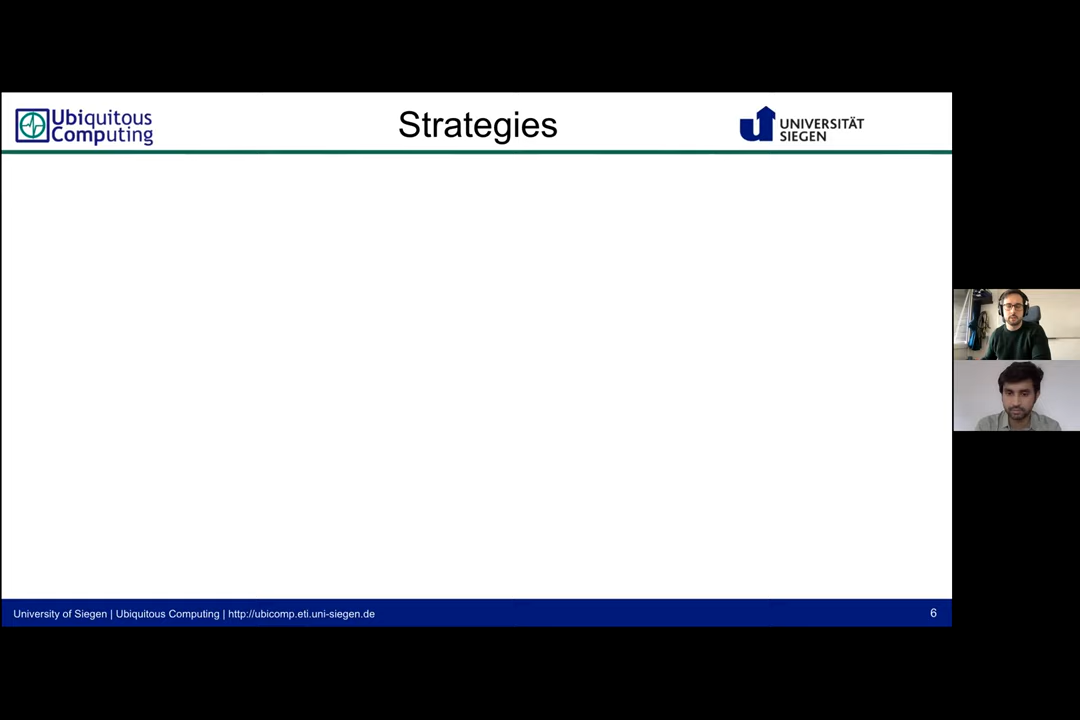 Ubiquitous
Computing
Strategies
UNIVERSITÄT
SIEGEN
University of Siegen | Ubiquitous Computing | http://ubicomp.eti.uni-siegen.de
6